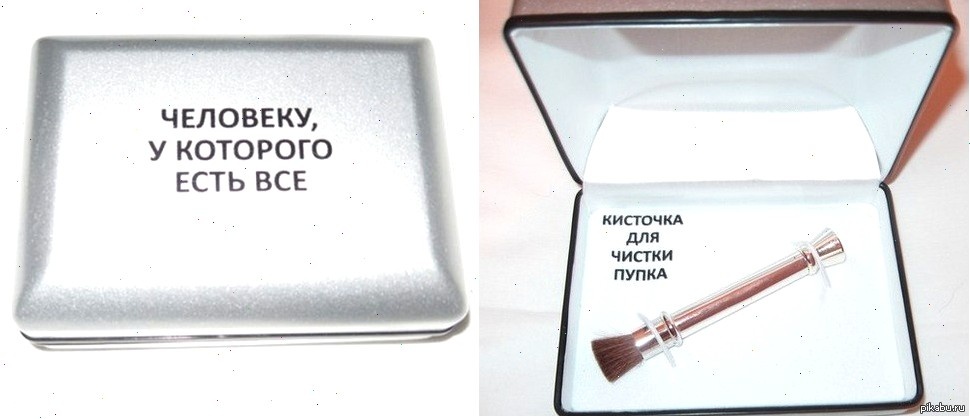 ЧЕЛОВЕКУ,
У КОТОРОГО
ЕСТЬ ВСЕ
КИСТОЧКА
ДЛЯ
ЧИСТКИ
ПУПКА
pikabu.ru